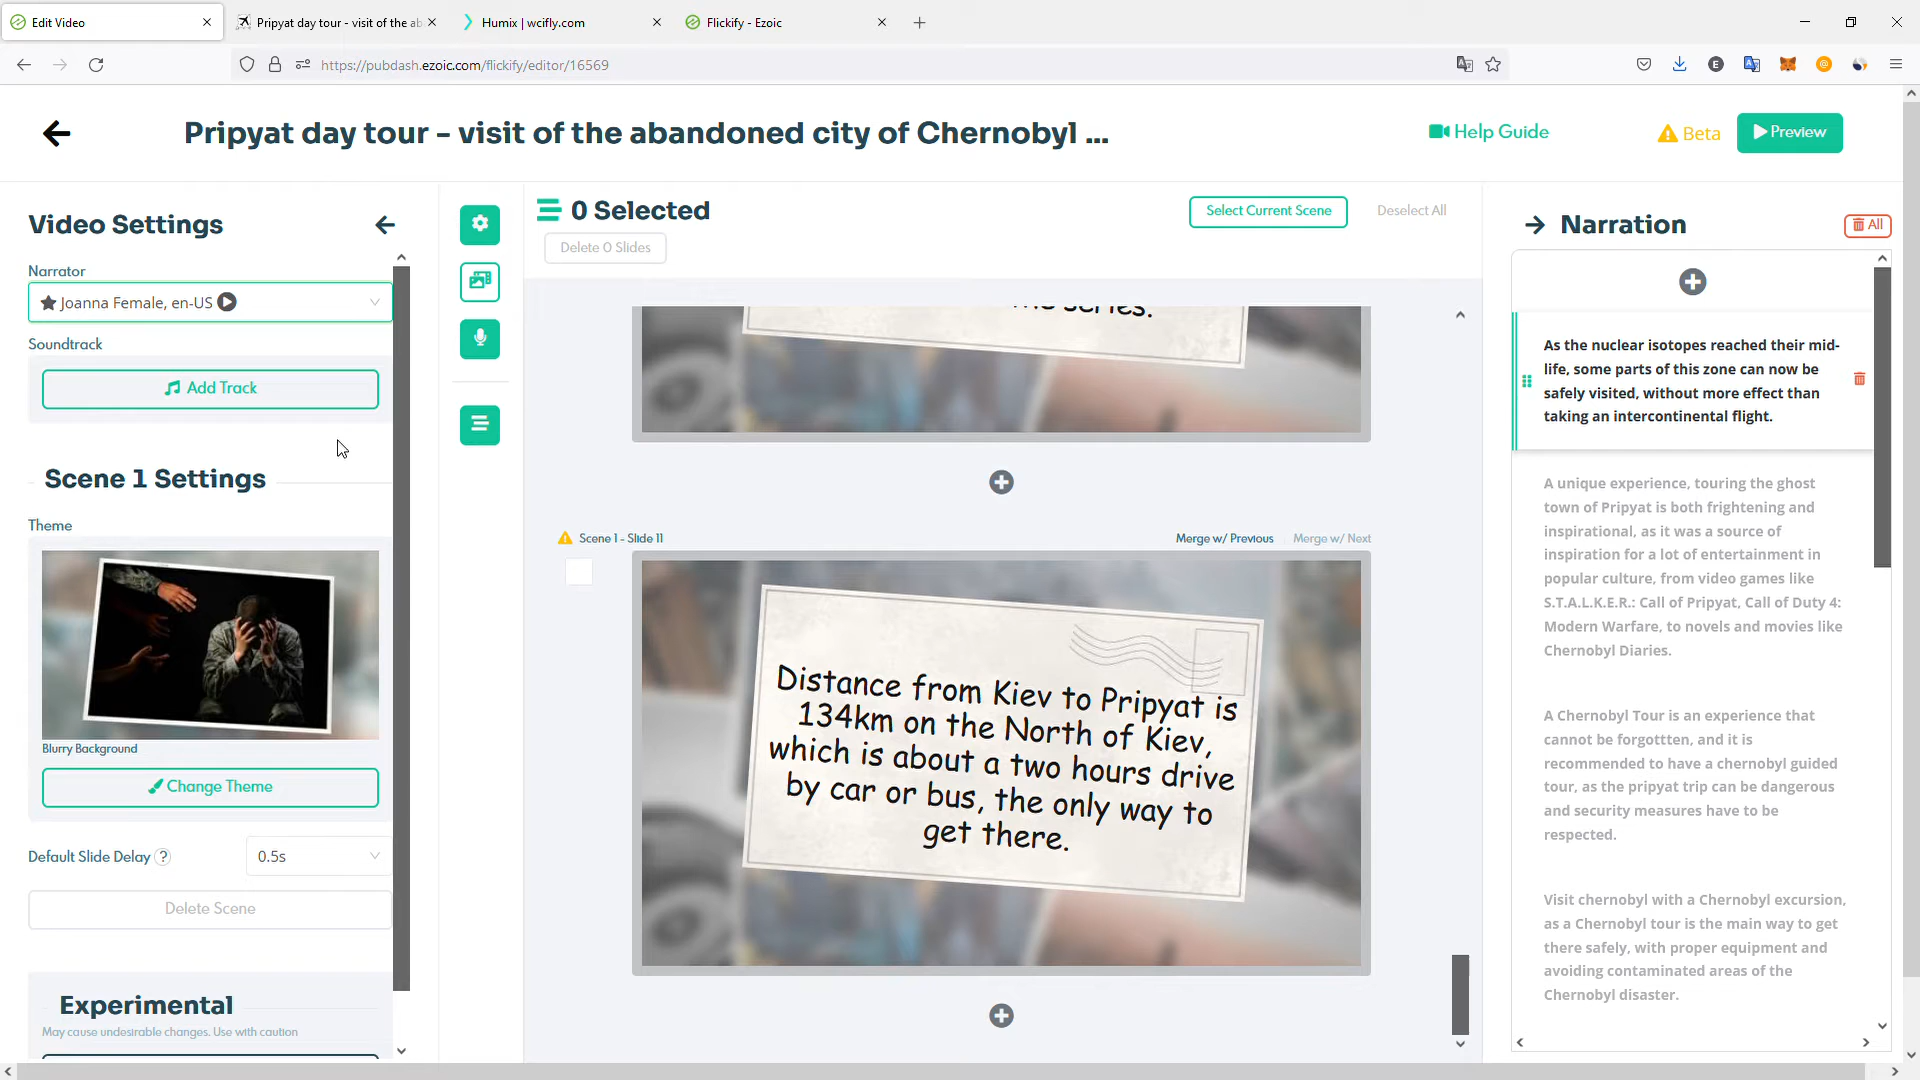 Edit Video
Pripyat day tour - visit of the ab
Humix | wcifly.com
Flickify - Ezoic
https://pubdash.ezoic.com/flickify/editor/16569
Pripyat day tour - visit of the abandoned city of Chernobyl ...
Help Guide
Beta
Preview
Video Settings
Narrator
Joanna Female, en-US
Soundtrack
Add Track
Scene 1 Settings
Theme
Blurry Background
Change Theme
Default Slide Delay ?
0.5s
Delete Scene
Experimental
May cause undesirable changes. Use with caution
0 Selected
Select Current Scene
Deselect All
Delete 0 Slides
series.
Scene 1 - Slide 11
Merge w/ Previous
Merge w/ Next
Distance from Kiev to Pripyat is
134km on the North of Kiev,
which is about a two hours drive
by car or bus, the only way to
get there.
Narration
All
As the nuclear isotopes reached their mid-
life, some parts of this zone can now be
safely visited, without more effect than
taking an intercontinental flight.
A unique experience, touring the ghost
town of Pripyat is both frightening and
inspirational, as it was a source of
inspiration for a lot of entertainment in
popular culture, from video games like
S.T.A.L.K.E.R.: Call of Pripyat, Call of Duty 4:
Modern Warfare, to novels and movies like
Chernobyl Diaries.
A Chernobyl Tour is an experience that
cannot be forgottten, and it is
recommended to have a chernobyl guided
tour, as the pripyat trip can be dangerous
and security measures have to be
respected.
Visit chernobyl with a Chernobyl excursion,
as a Chernobyl tour is the main way to get
there safely, with proper equipment and
avoiding contaminated areas of the
Chernobyl disaster.